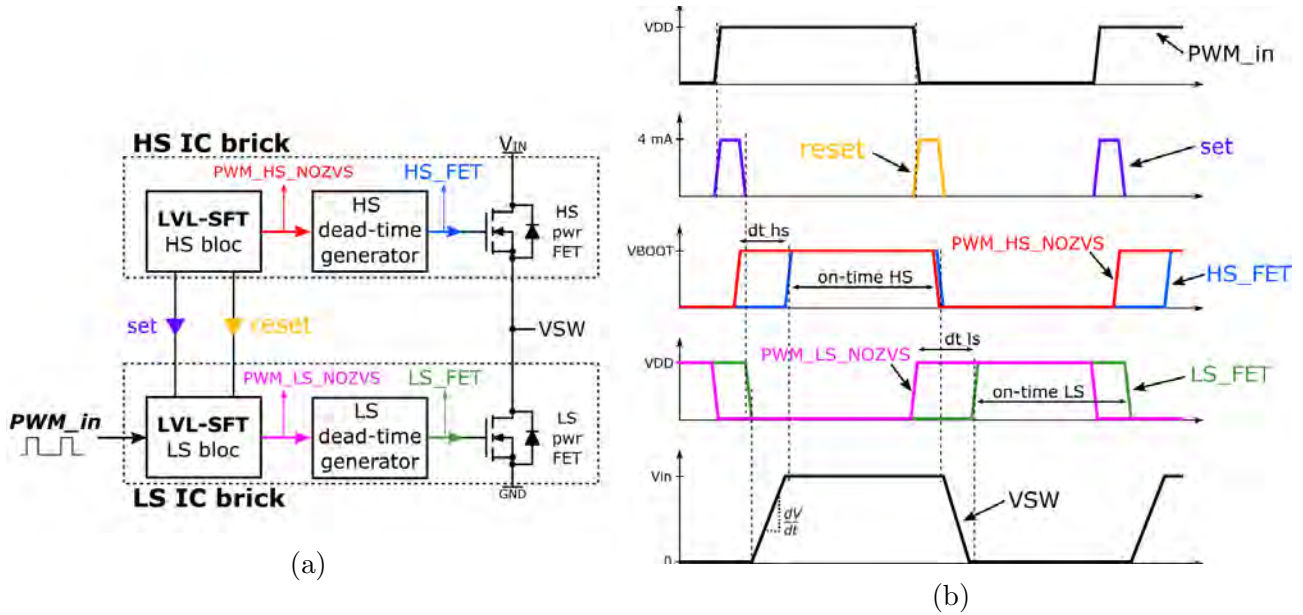 HS IC brick
VIN
PWM_HS_NOZVS
HS_FET
LVL-SFT
HS bloc
HS
dead-time
generator
HS
pwr
FET
set
reset
VSW
PWM_LS_NOZVS
LS_FET
PWM_in
LVL-SFT
LS bloc
LS
dead-time
generator
LS
pwr
FET
GND
LS IC brick
(a)
VDD
PWM_in
4 mA
reset
set
dt hs
VBOOT
PWM_HS_NOZVS
HS_FET
on-time HS
dt ls
PWM_LS_NOZVS
VDD
LS_FET
on-time LS
Vin
VSW
dV
dt
0
(b)